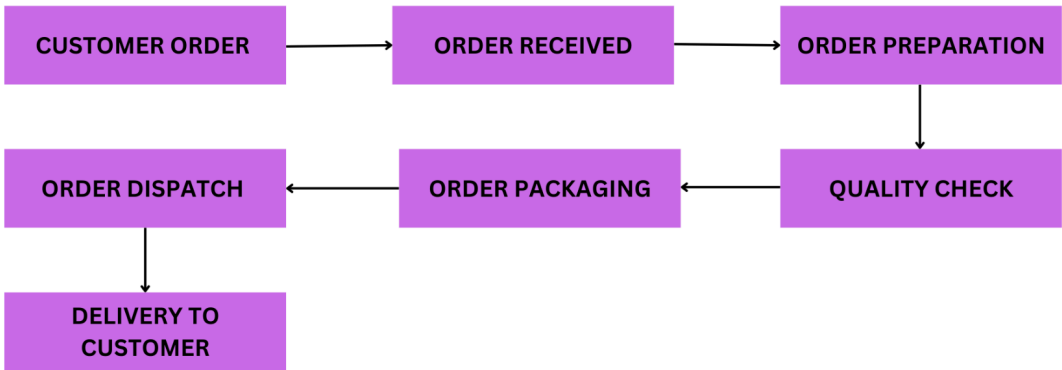 CUSTOMER ORDER
ORDER RECEIVED
ORDER PREPARATION
QUALITY CHECK
ORDER PACKAGING
ORDER DISPATCH
DELIVERY TO
CUSTOMER